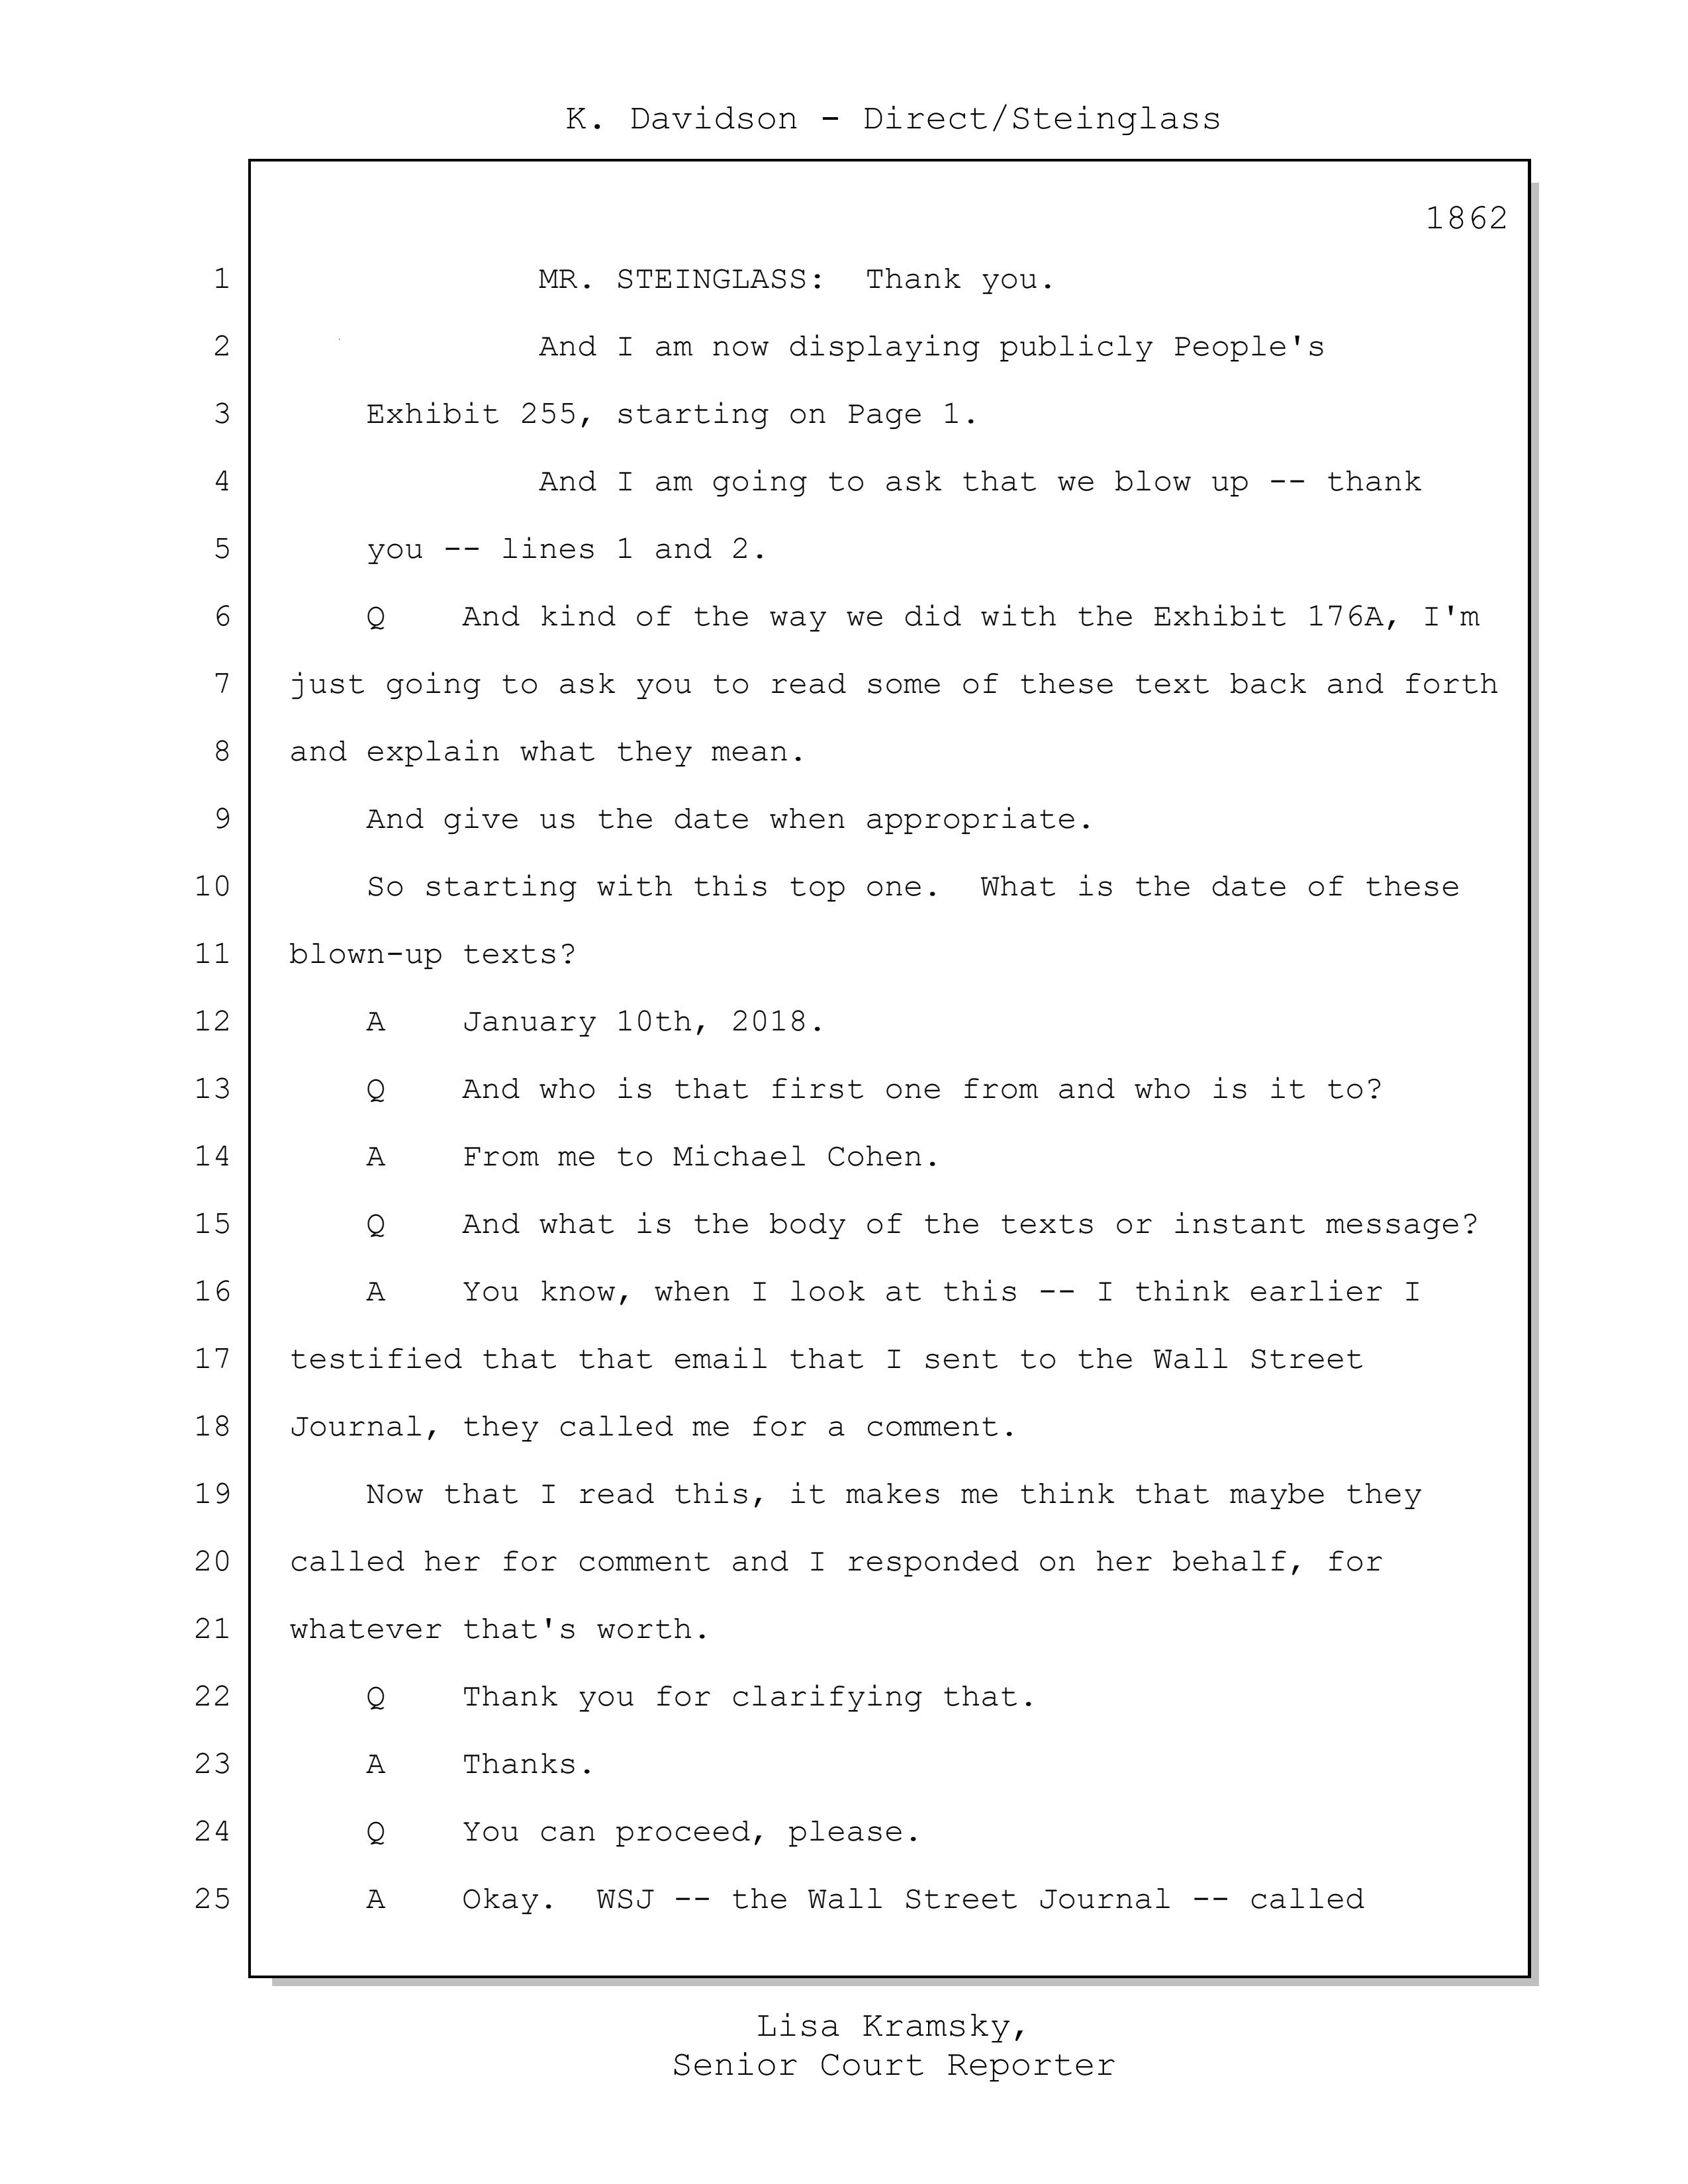 K. Davidson - Direct/Steinglass
1862
1 MR. STEINGLASS:  Thank you.
2 And I am now displaying publicly People's
3 Exhibit 255, starting on Page 1.
4 And I am going to ask that we blow up -- thank
5 you -- lines 1 and 2.
6 Q    And kind of the way we did with the Exhibit 176A, I'm
7 just going to ask you to read some of these text back and forth
8 and explain what they mean.
9 And give us the date when appropriate.
10 So starting with this top one.  What is the date of these
11 blown-up texts?
12 A    January 10th, 2018.
13 Q    And who is that first one from and who is it to?
14 A    From me to Michael Cohen.
15 Q    And what is the body of the texts or instant message?
16 A    You know, when I look at this -- I think earlier I
17 testified that that email that I sent to the Wall Street
18 Journal, they called me for a comment.
19 Now that I read this, it makes me think that maybe they
20 called her for comment and I responded on her behalf, for
21 whatever that's worth.
22 Q    Thank you for clarifying that.
23 A    Thanks.
24 Q    You can proceed, please.
25 A    Okay.  WSJ -- the Wall Street Journal -- called
Lisa Kramsky,
Senior Court Reporter